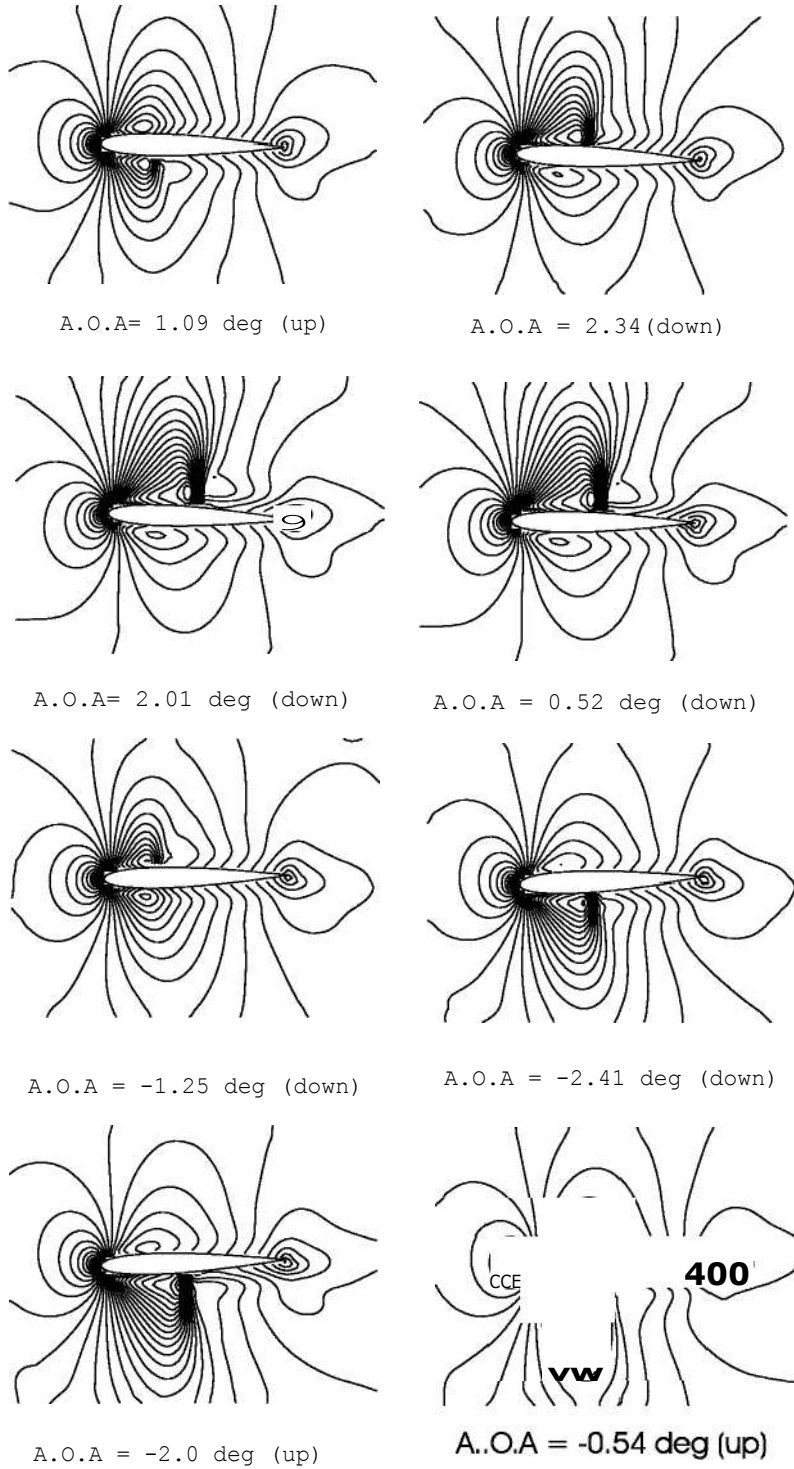 A.O.A= 1.09 deg (up)
A.O.A = 2.34(down)
A.O.A= 2.01 deg (down)
A.O.A = 0.52 deg (down)
A.O.A = -1.25 deg (down)
A.O.A = -2.41 deg (down)
CCE
400
vw
A.O.A = -2.0 deg (up)
A..O.A = -0.54 deg (up)